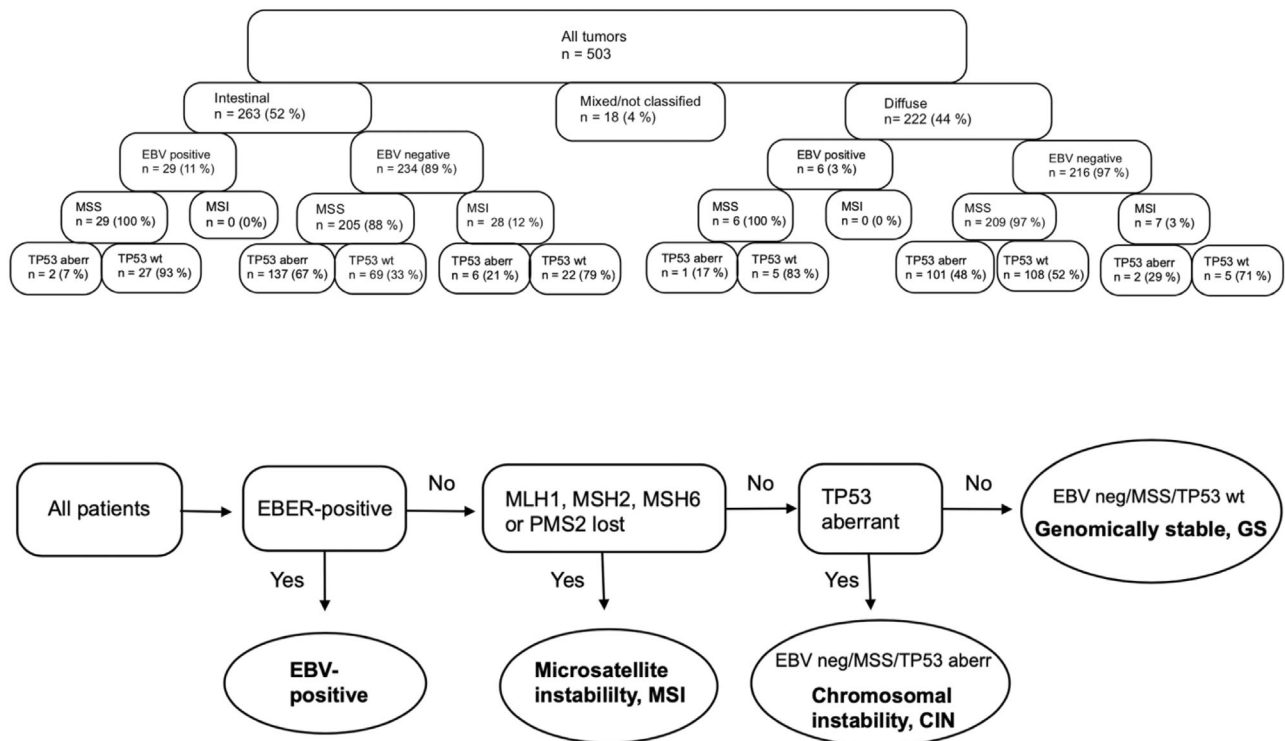 All tumors
n = 503
Intestinal
n = 263 (52 %)
Mixed/not classified
n = 18 (4 %)
Diffuse
n = 222 (44 %)
EBV positive
n = 29 (11 %)
EBV negative
n = 234 (89 %)
EBV positive
n = 6 (3 %)
EBV negative
n = 216 (97 %)
MSS
n = 29 (100 %)
MSI
n = 0 (0%)
MSS
n = 205 (88 %)
MSI
n = 28 (12 %)
MSS
n = 6 (100 %)
MSI
n = 0 (0 %)
MSS
n = 209 (97 %)
MSI
n = 7 (3 %)
TP53 aberr
n = 2 (7 %)
TP53 wt
n = 27 (93 %)
TP53 aberr
n = 137 (67 %)
TP53 wt
n = 69 (33 %)
TP53 aberr
n = 6 (21 %)
TP53 wt
n = 22 (79 %)
TP53 aberr
n = 1 (17 %)
TP53 wt
n = 5 (83 %)
TP53 aberr
n = 101 (48 %)
TP53 wt
n = 108 (52 %)
TP53 aberr
n = 2 (29 %)
TP53 wt
n = 5 (71 %)
All patients
EBER-positive
No
MLH1, MSH2, MSH6
or PMS2 lost
No
TP53
aberrant
No
EBV neg/MSS/TP53 wt
Genomically stable, GS
Yes
Yes
Yes
EBV-
positive
Microsatellite
instabililty, MSI
EBV neg/MSS/TP53 aberr
Chromosomal
instability, CIN